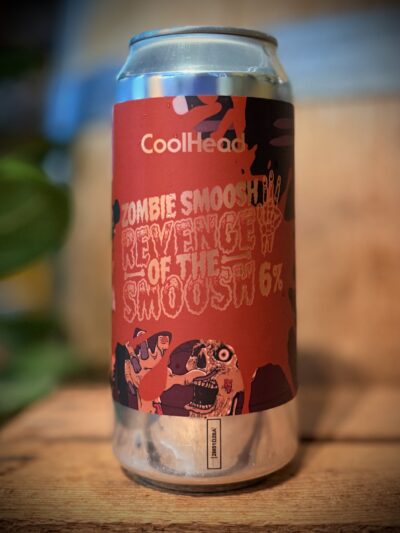 CoolHead
ZOMBIE SMOOSH
REVENGE
OF THE
SMOOSH 6%